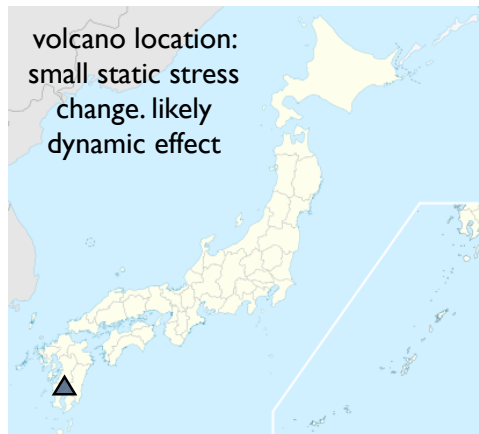 volcano location:
small static stress
change. likely
dynamic effect